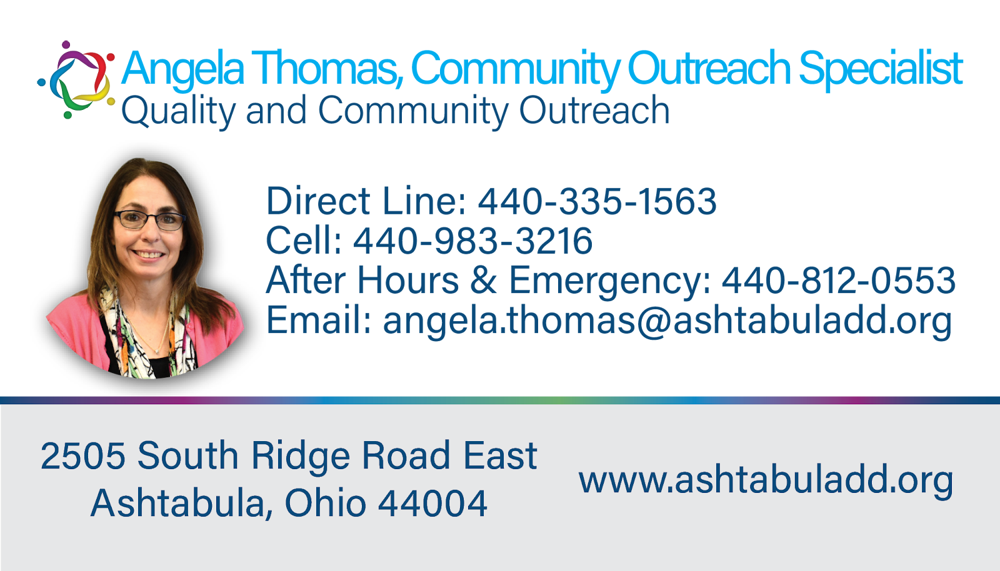 Angela Thomas, Community Outreach Specialist
Quality and Community Outreach
Direct Line: 440-335-1563
Cell: 440-983-3216
After Hours & Emergency: 440-812-0553
Email: angela.thomas@ashtabuladd.org
2505 South Ridge Road East
Ashtabula, Ohio 44004
www.ashtabuladd.org